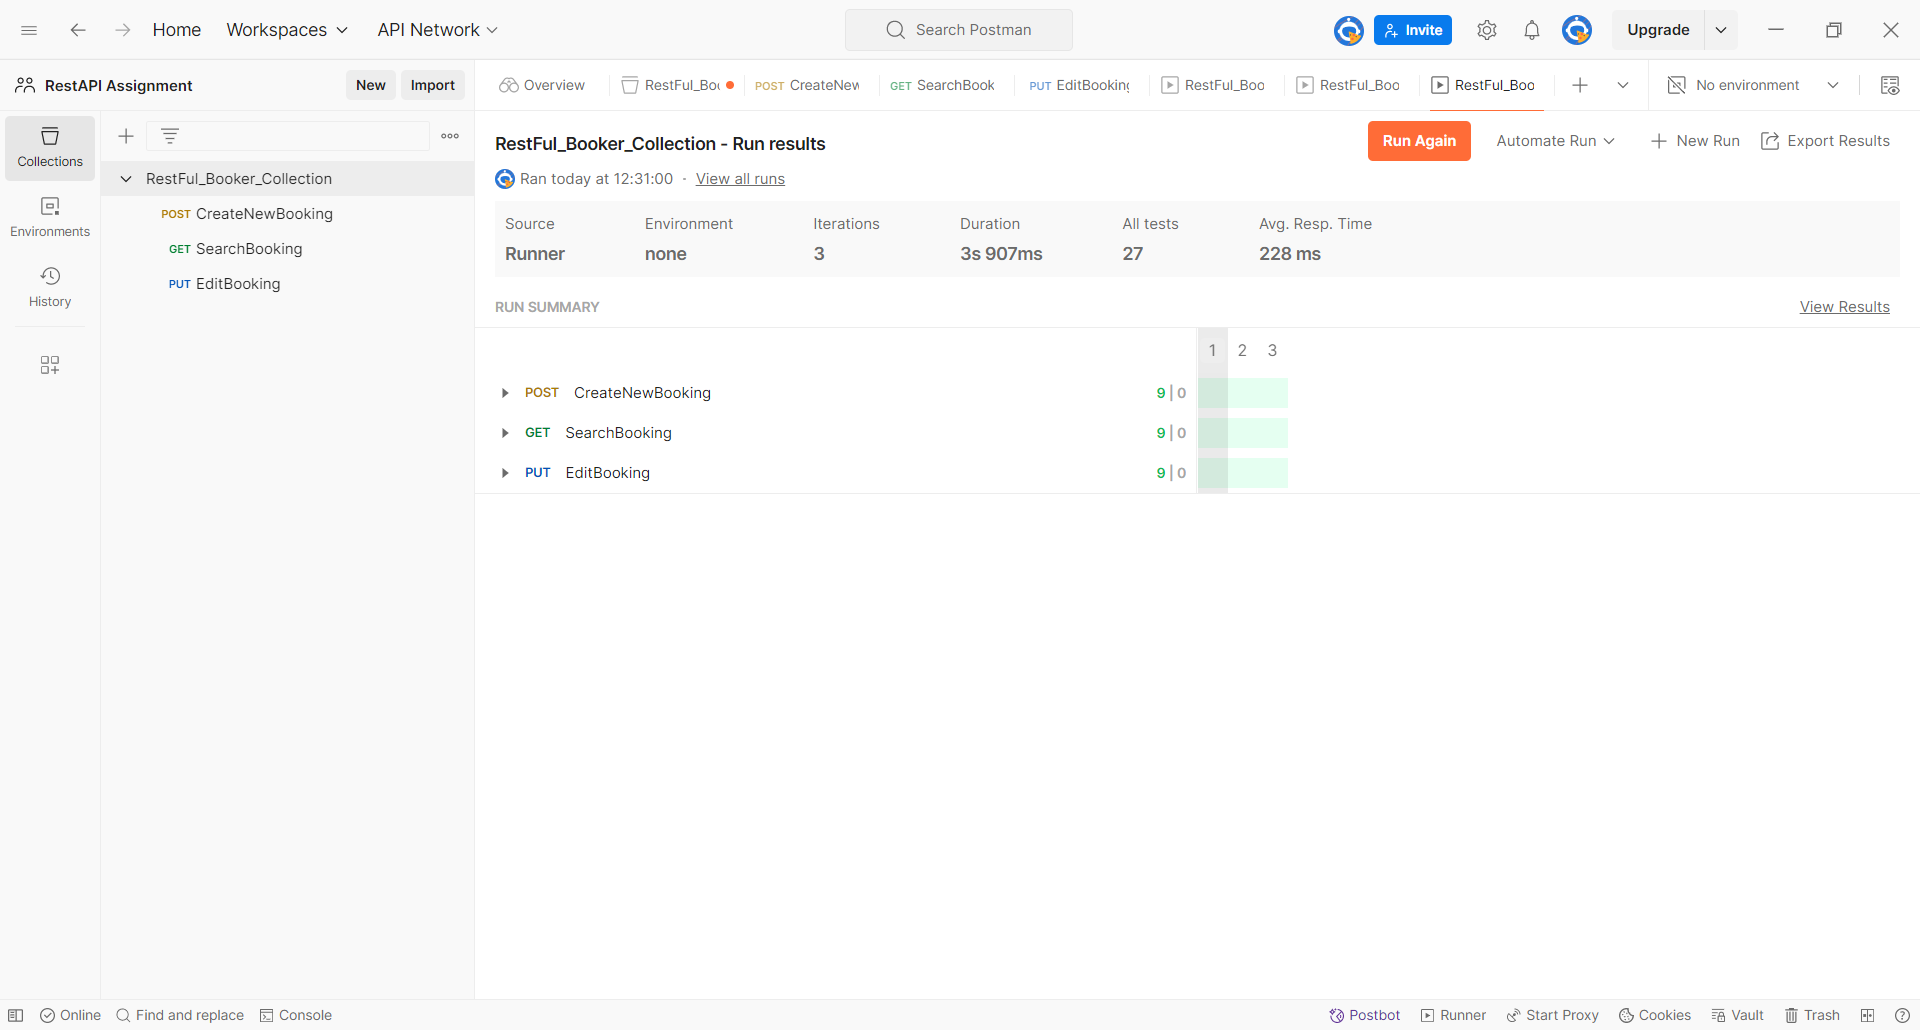 Home Workspaces API Network Search Postman Invite Upgrade
RestAPI Assignment New Import
Overview RestFul_Bo POST CreateNew GET SearchBook PUT EditBooking RestFul_Boo RestFul_Boo RestFul_Boo No environment
Collections
Environments
History
RestFul_Booker_Collection
POST CreateNewBooking
GET SearchBooking
PUT EditBooking
RestFul_Booker_Collection - Run results
Run Again Automate Run New Run Export Results
Ran today at 12:31:00 · View all runs
Source Environment Iterations Duration All tests Avg. Resp. Time
Runner none 3 3s 907ms 27 228 ms
RUN SUMMARY View Results
1 2 3
POST CreateNewBooking 9 | 0
GET SearchBooking 9 | 0
PUT EditBooking 9 | 0
Online Find and replace Console Postbot Runner Start Proxy Cookies Vault Trash